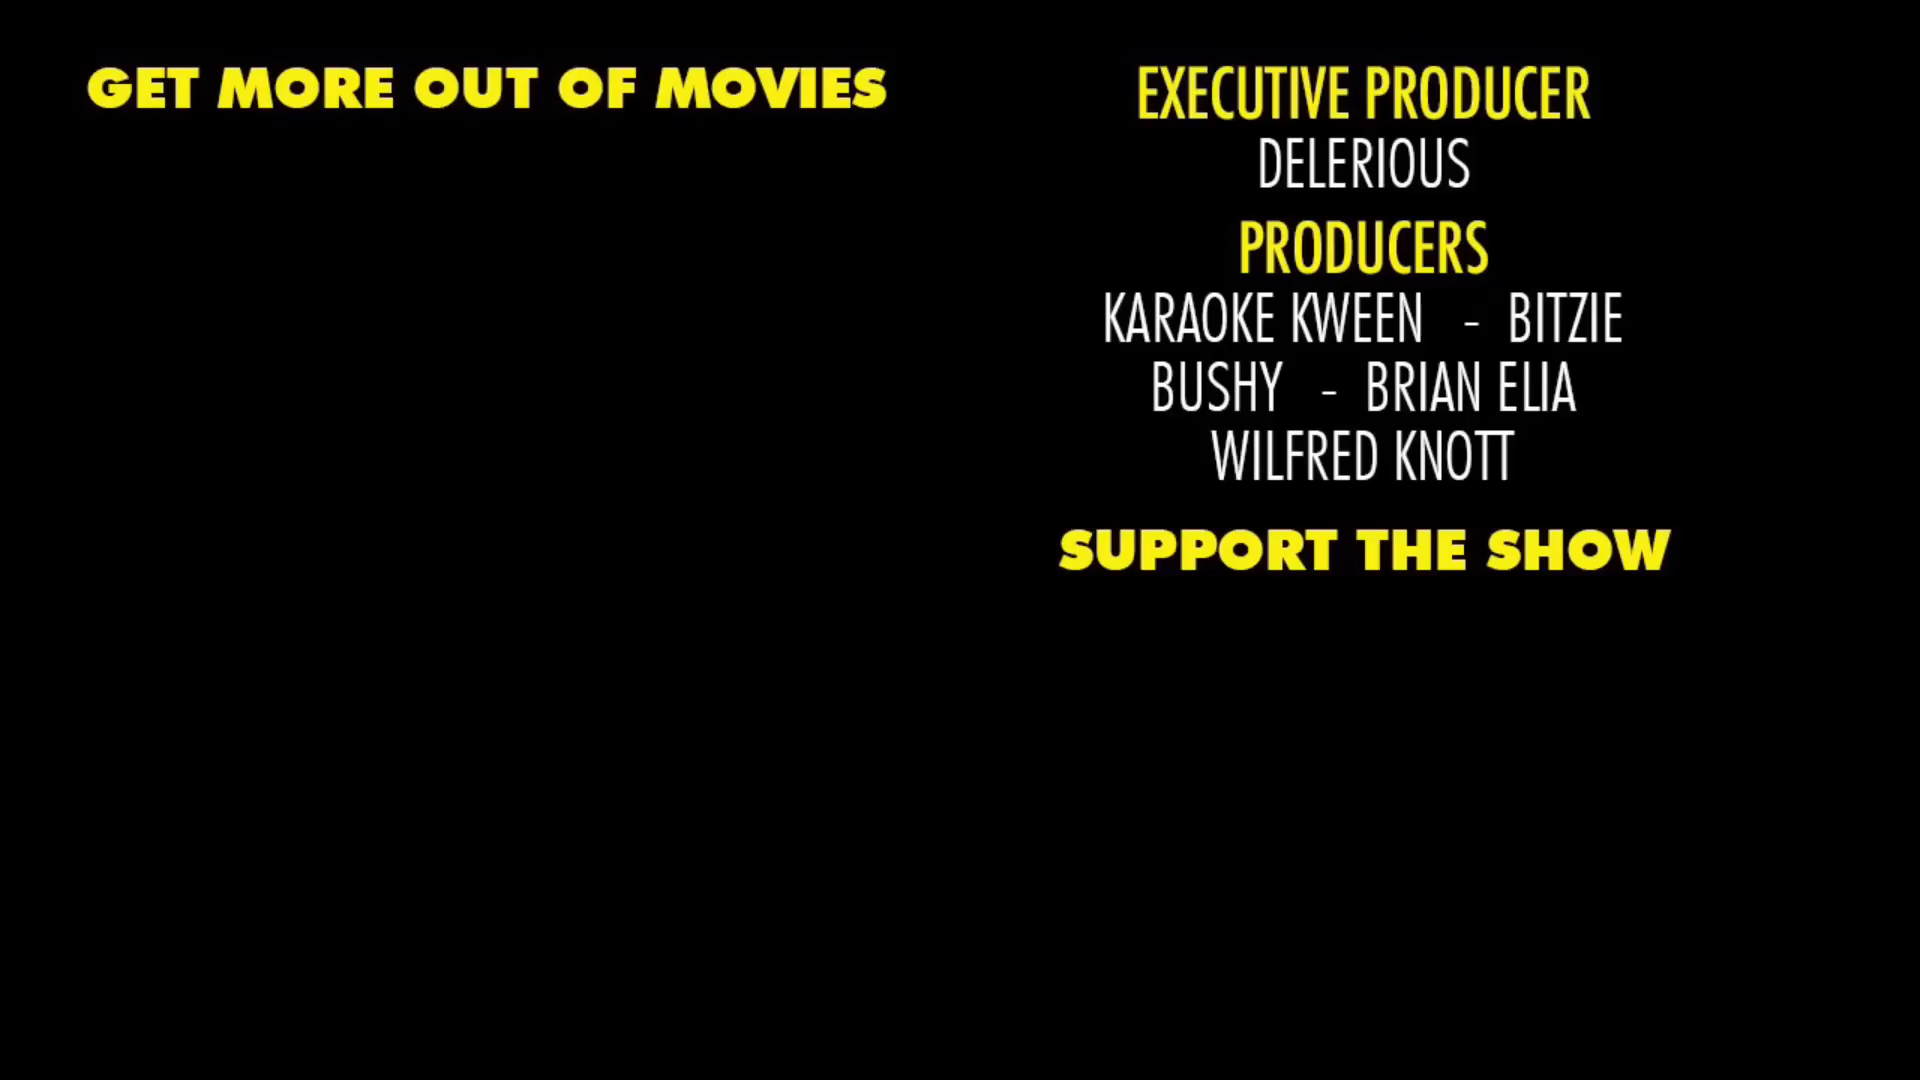 GET MORE OUT OF MOVIES
EXECUTIVE PRODUCER
DELERIOUS
PRODUCERS
KARAOKE KWEEN - BITZIE
BUSHY - BRIAN ELIA
WILFRED KNOTT
SUPPORT THE SHOW